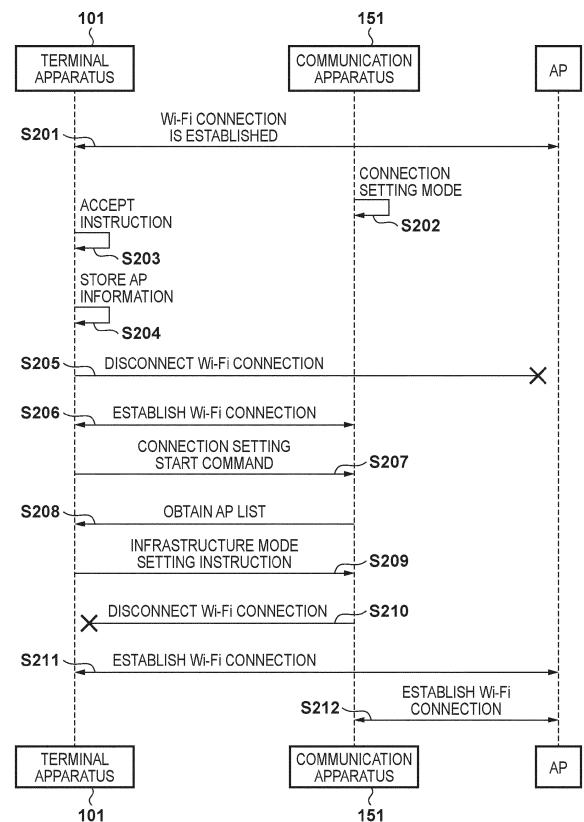 101
151
TERMINAL
APPARATUS
COMMUNICATION
APPARATUS
AP
Wi-Fi CONNECTION
IS ESTABLISHED
S201
CONNECTION
SETTING MODE
S202
ACCEPT
INSTRUCTION
S203
STORE AP
INFORMATION
S204
S205
DISCONNECT Wi-Fi CONNECTION
S206
ESTABLISH Wi-Fi CONNECTION
CONNECTION SETTING
START COMMAND
S207
S208
OBTAIN AP LIST
INFRASTRUCTURE MODE
SETTING INSTRUCTION
S209
DISCONNECT Wi-Fi CONNECTION
S210
S211
ESTABLISH Wi-Fi CONNECTION
ESTABLISH Wi-Fi
CONNECTION
S212
TERMINAL
APPARATUS
COMMUNICATION
APPARATUS
AP
101
151